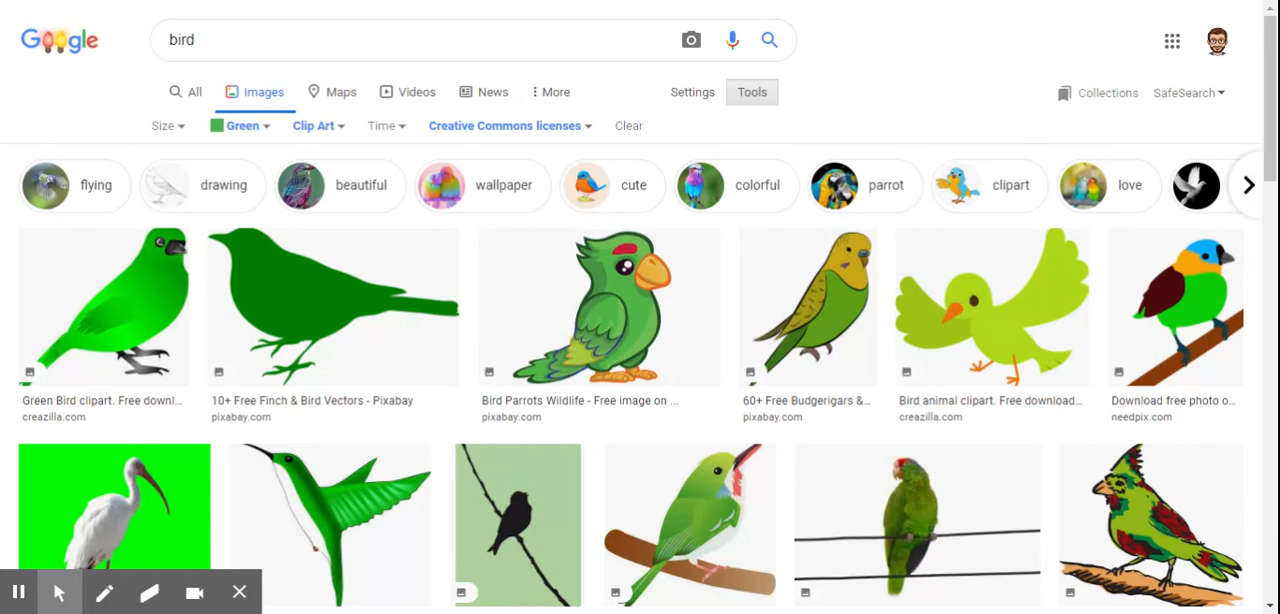 Google
bird
All Images Maps Videos News More Settings Tools Collections SafeSearch
Size Green Clip Art Time Creative Commons licenses Clear
flying drawing beautiful wallpaper cute colorful parrot clipart love
Green Bird clipart. Free downl... 10+ Free Finch & Bird Vectors - Pixabay Bird Parrots Wildlife - Free image on ... 60+ Free Budgerigars &... Bird animal clipart. Free download... Download free photo o...
creazilla.com pixabay.com pixabay.com pixabay.com creazilla.com needpix.com